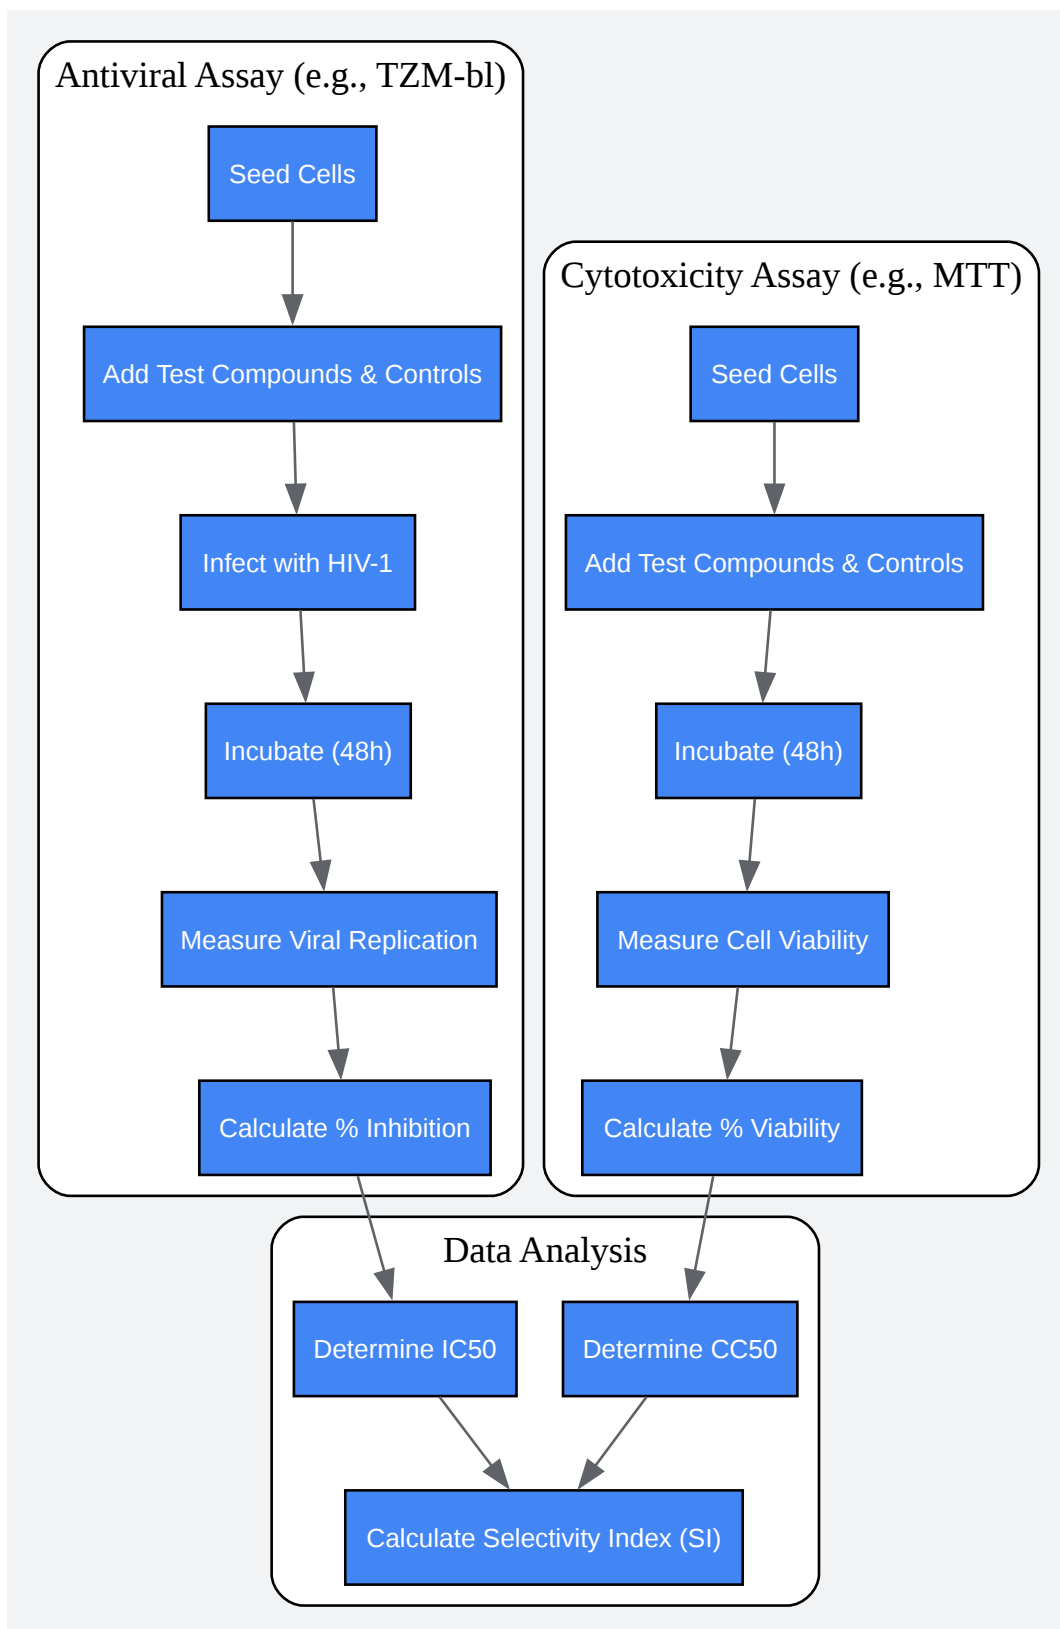 Antiviral Assay (e.g., TZM-bl)
Seed Cells
Add Test Compounds & Controls
Infect with HIV-1
Incubate (48h)
Measure Viral Replication
Calculate % Inhibition
Cytotoxicity Assay (e.g., MTT)
Seed Cells
Add Test Compounds & Controls
Incubate (48h)
Measure Cell Viability
Calculate % Viability
Data Analysis
Determine IC50
Determine CC50
Calculate Selectivity Index (SI)